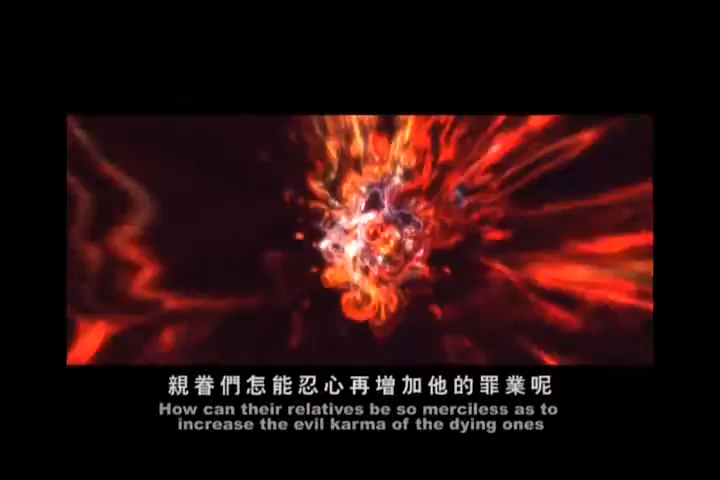 親眷們怎能忍心再增加他的罪業呢
How can their relatives be so merciless as to
increase the evil karma of the dying ones